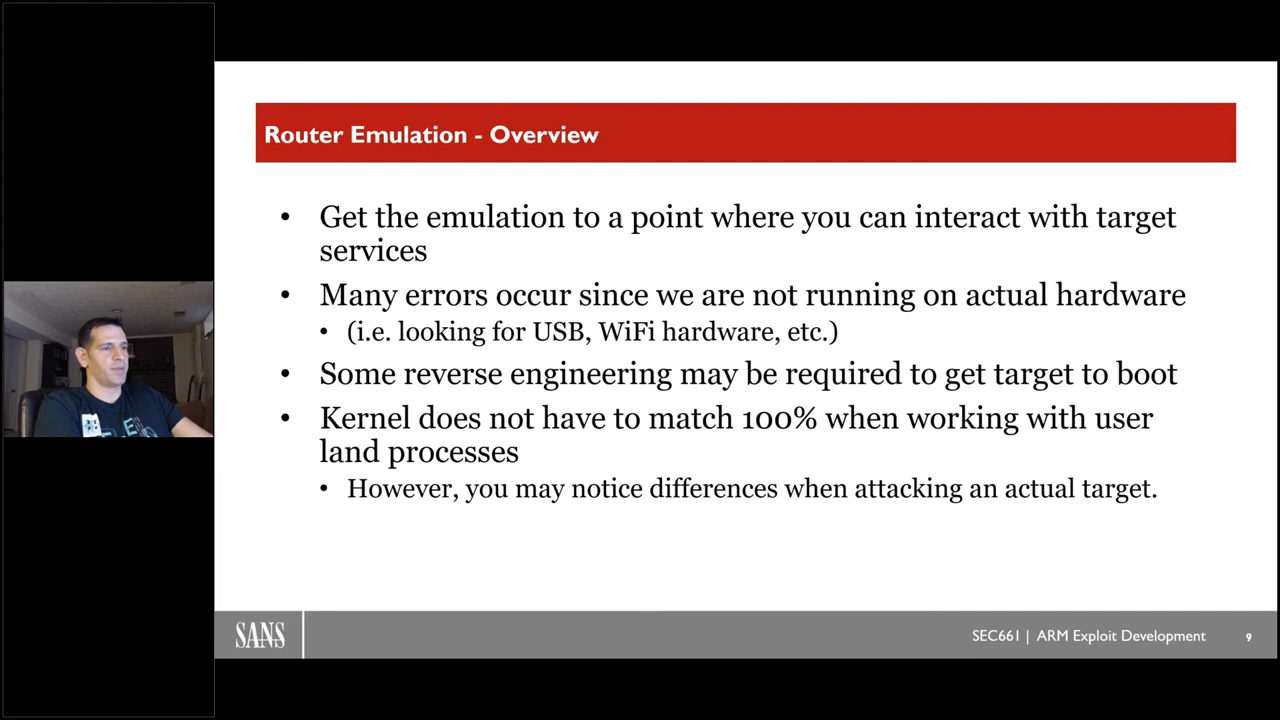 Router Emulation - Overview
• Get the emulation to a point where you can interact with target
services
• Many errors occur since we are not running on actual hardware
• (i.e. looking for USB, WiFi hardware, etc.)
• Some reverse engineering may be required to get target to boot
• Kernel does not have to match 100% when working with user
land processes
• However, you may notice differences when attacking an actual target.
SANS
SEC661 | ARM Exploit Development 9